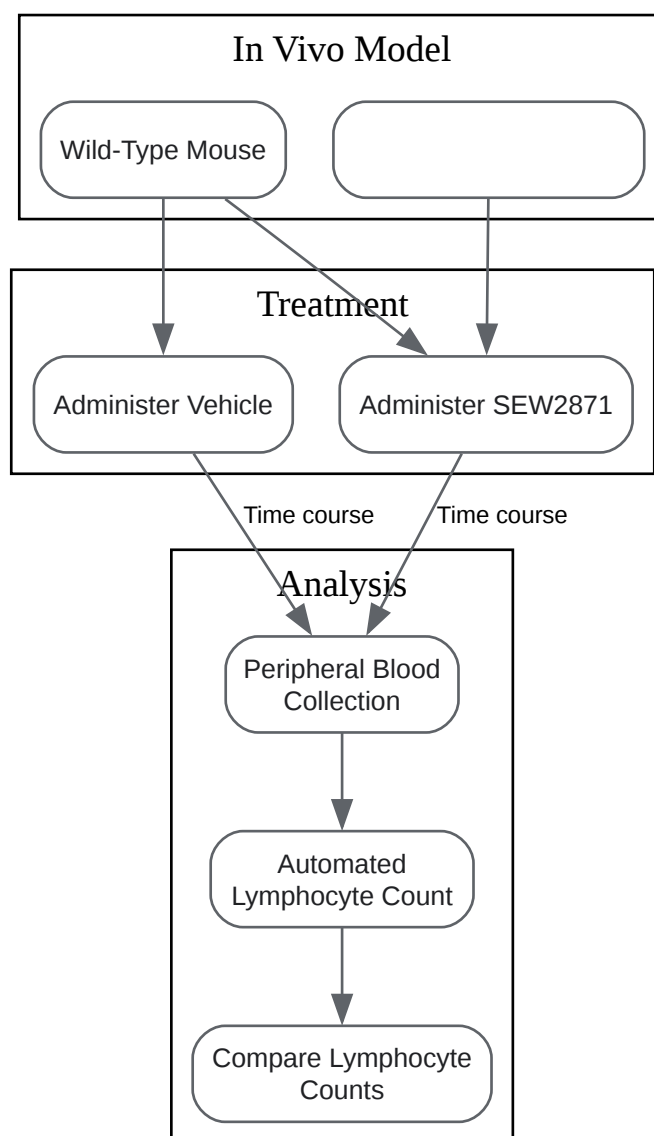 In Vivo Model
Wild-Type Mouse
Treatment
Administer Vehicle
Administer SEW2871
Time course
Time course
Analysis
Peripheral Blood
Collection
Automated
Lymphocyte Count
Compare Lymphocyte
Counts